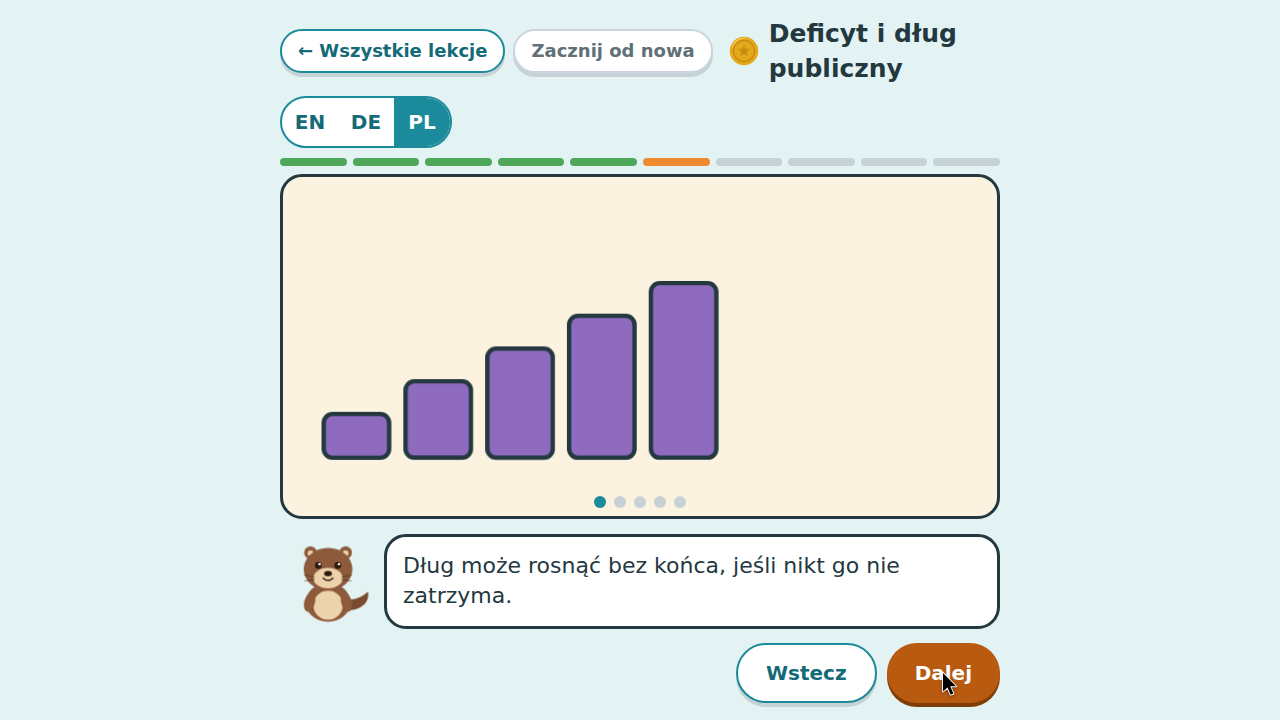 ← Wszystkie lekcje
Zacznij od nowa
Deficyt i dług
publiczny
EN DE PL
Dług może rosnąć bez końca, jeśli nikt go nie
zatrzyma.
Wstecz
Dalej